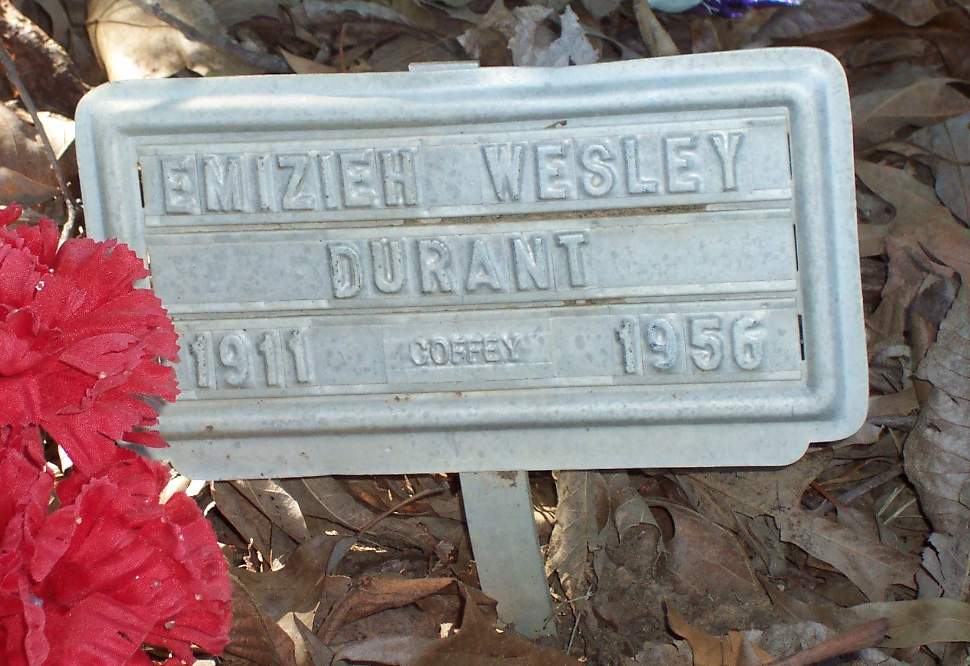 EMIZIEH WESLEY
DURANT
1911 COFFEY 1956